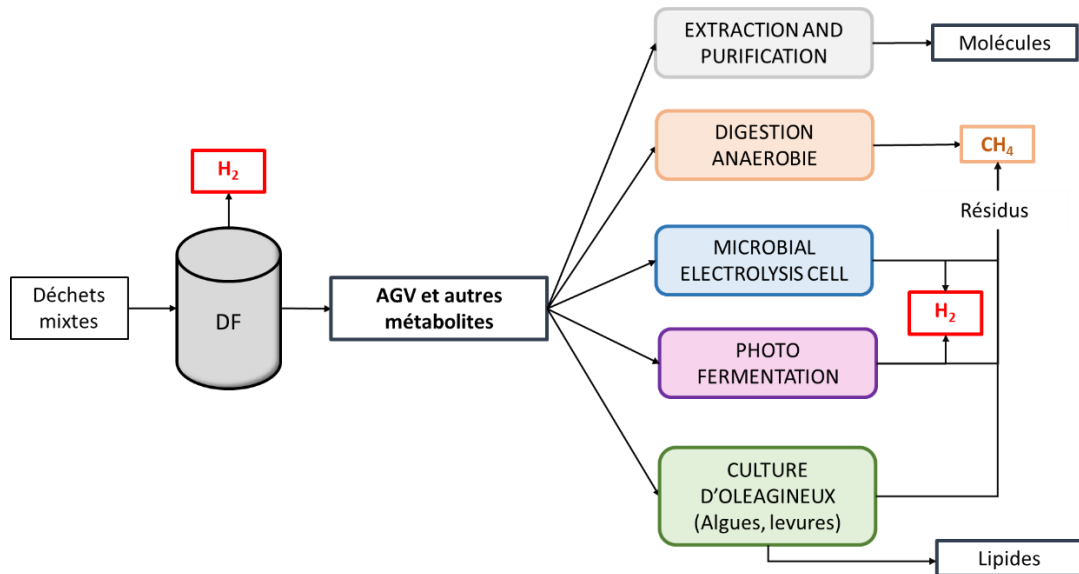 Déchets
mixtes
H₂
DF
AGV et autres
métabolites
EXTRACTION AND
PURIFICATION
Molécules
DIGESTION
ANAEROBIE
CH₄
Résidus
MICROBIAL
ELECTROLYSIS CELL
H₂
PHOTO
FERMENTATION
CULTURE
D'OLEAGINEUX
(Algues, levures)
Lipides